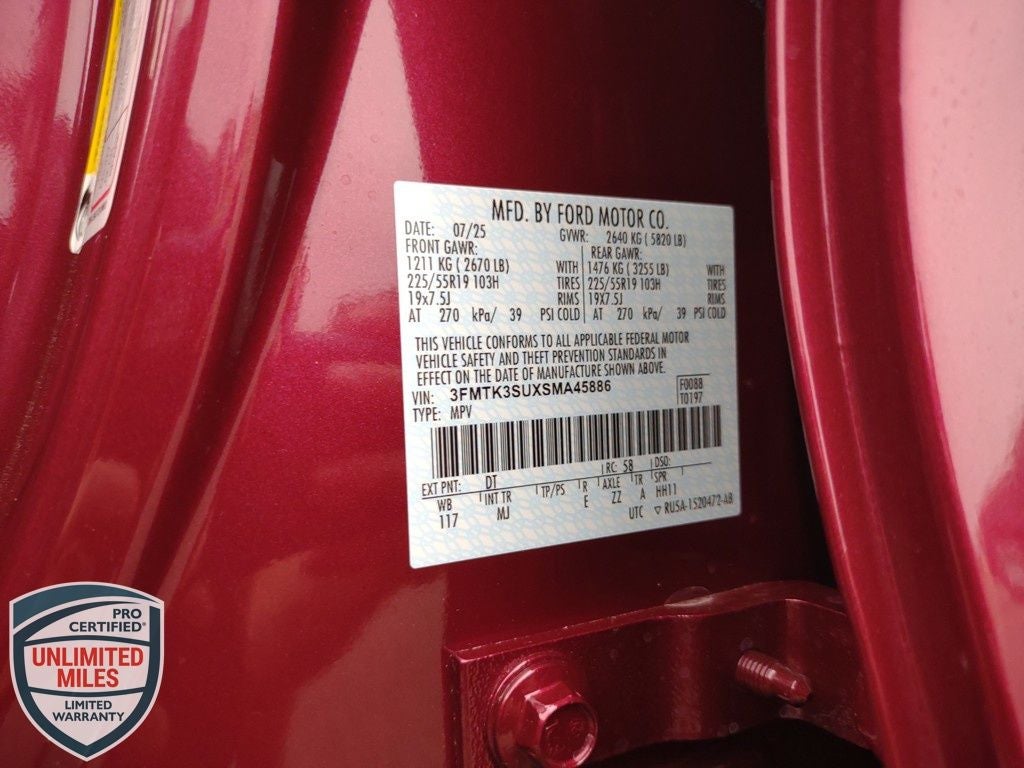 MFD. BY FORD MOTOR CO.
DATE: 07/25 GVWR: 2640 KG ( 5820 LB)
FRONT GAWR: REAR GAWR:
1211 KG ( 2670 LB) WITH 1476 KG ( 3255 LB) WITH
225/55R19 103H TIRES 225/55R19 103H TIRES
19x7.5J RIMS 19X7.5J RIMS
AT 270 kPa/ 39 PSI COLD AT 270 kPa/ 39 PSI COLD
THIS VEHICLE CONFORMS TO ALL APPLICABLE FEDERAL MOTOR
VEHICLE SAFETY AND THEFT PREVENTION STANDARDS IN
EFFECT ON THE DATE OF MANUFACTURE SHOWN ABOVE.
VIN: 3FMTK3SUXSMA45886 F0088
TYPE: MPV T0197
EXT PNT: DT RC: 58 DSO:
WB INT TR TP/PS R AXLE TR SPR
117 MJ E ZZ A HH11
UTC ▽ RU5A-1520472-AB
PRO
CERTIFIED®
UNLIMITED
MILES
LIMITED
WARRANTY